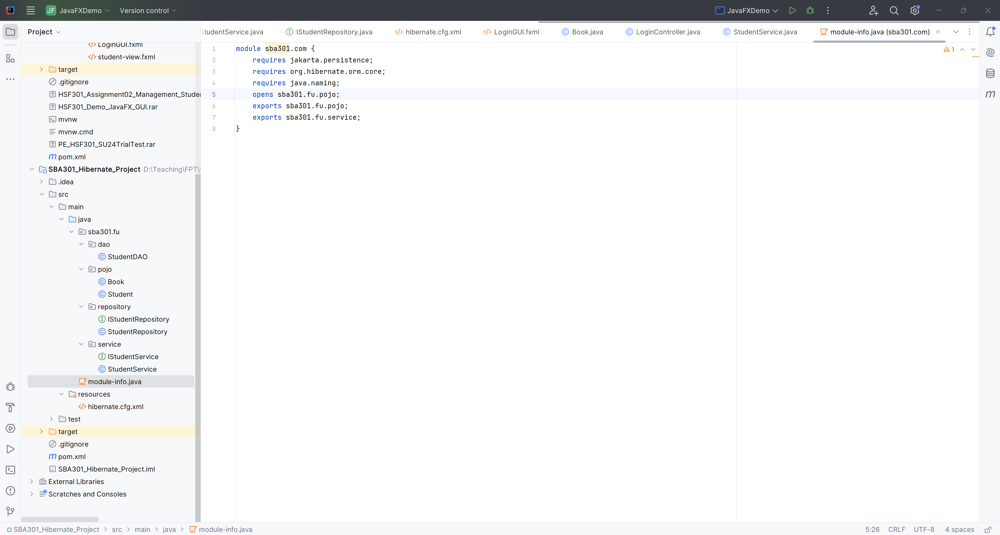 JF JavaFXDemo Version control JavaFXDemo
Project
StudentService.java IStudentRepository.java hibernate.cfg.xml LoginGUI.fxml Book.java LoginController.java StudentService.java module-info.java (sba301.com)
LoginGUI.fxml
student-view.fxml
target
.gitignore
HSF301_Assignment02_Management_Studen
HSF301_Demo_JavaFX_GUI.rar
mvnw
mvnw.cmd
PE_HSF301_SU24TrialTest.rar
pom.xml
SBA301_Hibernate_Project D:\Teaching\FPT\
.idea
src
main
java
sba301.fu
dao
StudentDAO
pojo
Book
Student
repository
IStudentRepository
StudentRepository
service
IStudentService
StudentService
module-info.java
resources
hibernate.cfg.xml
test
target
.gitignore
pom.xml
SBA301_Hibernate_Project.iml
External Libraries
Scratches and Consoles
1 module sba301.com {
2 requires jakarta.persistence;
3 requires org.hibernate.orm.core;
4 requires java.naming;
5 opens sba301.fu.pojo;
6 exports sba301.fu.pojo;
7 exports sba301.fu.service;
8 }
1
SBA301_Hibernate_Project > src > main > java > module-info.java
5:26 CRLF UTF-8 4 spaces